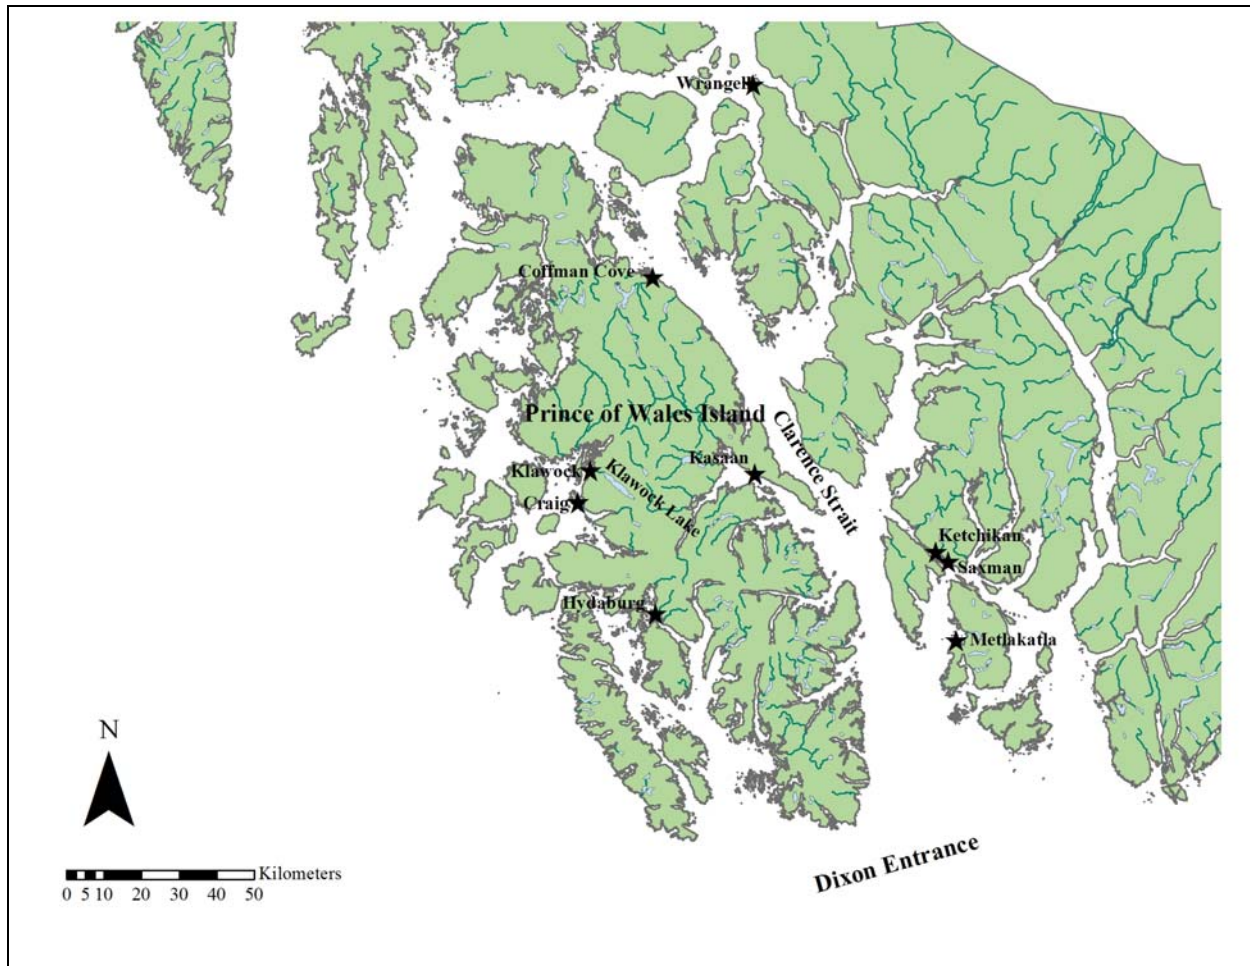 Wrangell
Coffman Cove
Prince of Wales Island
Clarence Strait
Klawock
Klawock Lake
Kasaan
Craig
Ketchikan
Saxman
Hydaburg
Metlakatla
N
Dixon Entrance
Kilometers
0 5 10 20 30 40 50